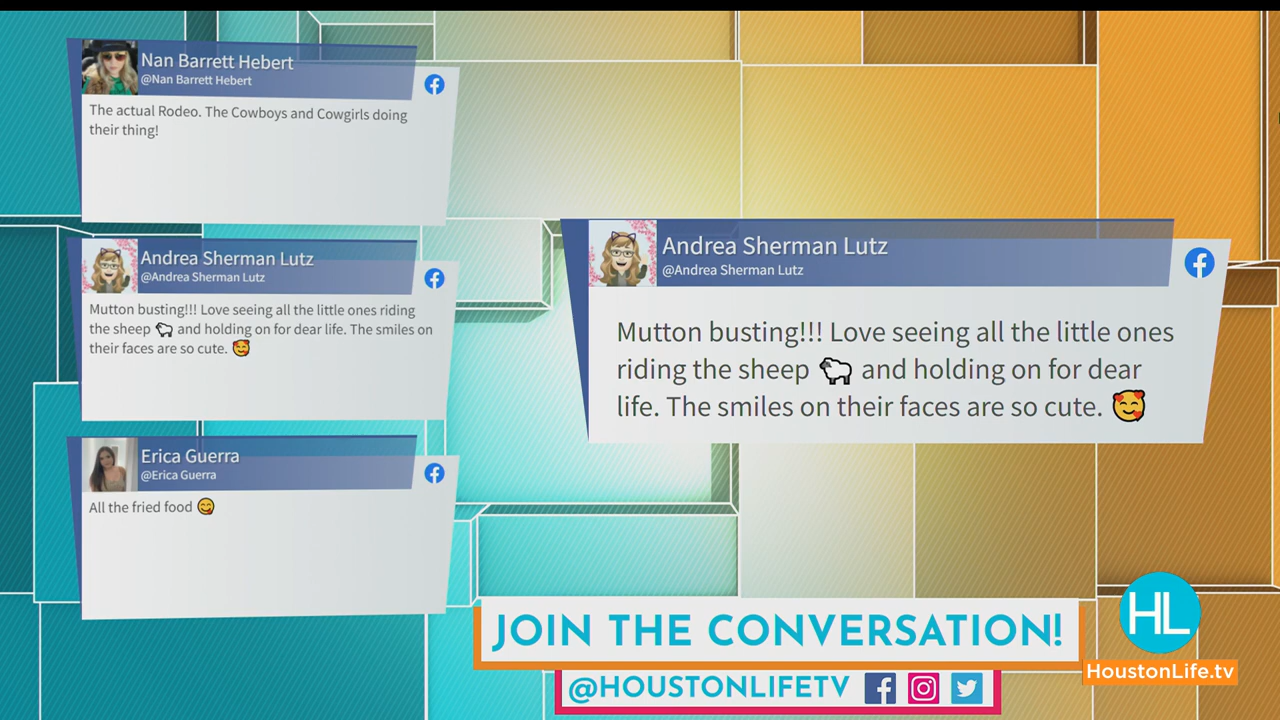 Nan Barrett Hebert
@Nan Barrett Hebert
The actual Rodeo. The Cowboys and Cowgirls doing
their thing!
Andrea Sherman Lutz
@Andrea Sherman Lutz
Mutton busting!!! Love seeing all the little ones riding
the sheep 🐑 and holding on for dear life. The smiles on
their faces are so cute. 🥰
Erica Guerra
@Erica Guerra
All the fried food 😋
Andrea Sherman Lutz
@Andrea Sherman Lutz
Mutton busting!!! Love seeing all the little ones
riding the sheep 🐑 and holding on for dear
life. The smiles on their faces are so cute. 🥰
JOIN THE CONVERSATION!
@HOUSTONLIFETV
HL
HoustonLife.tv